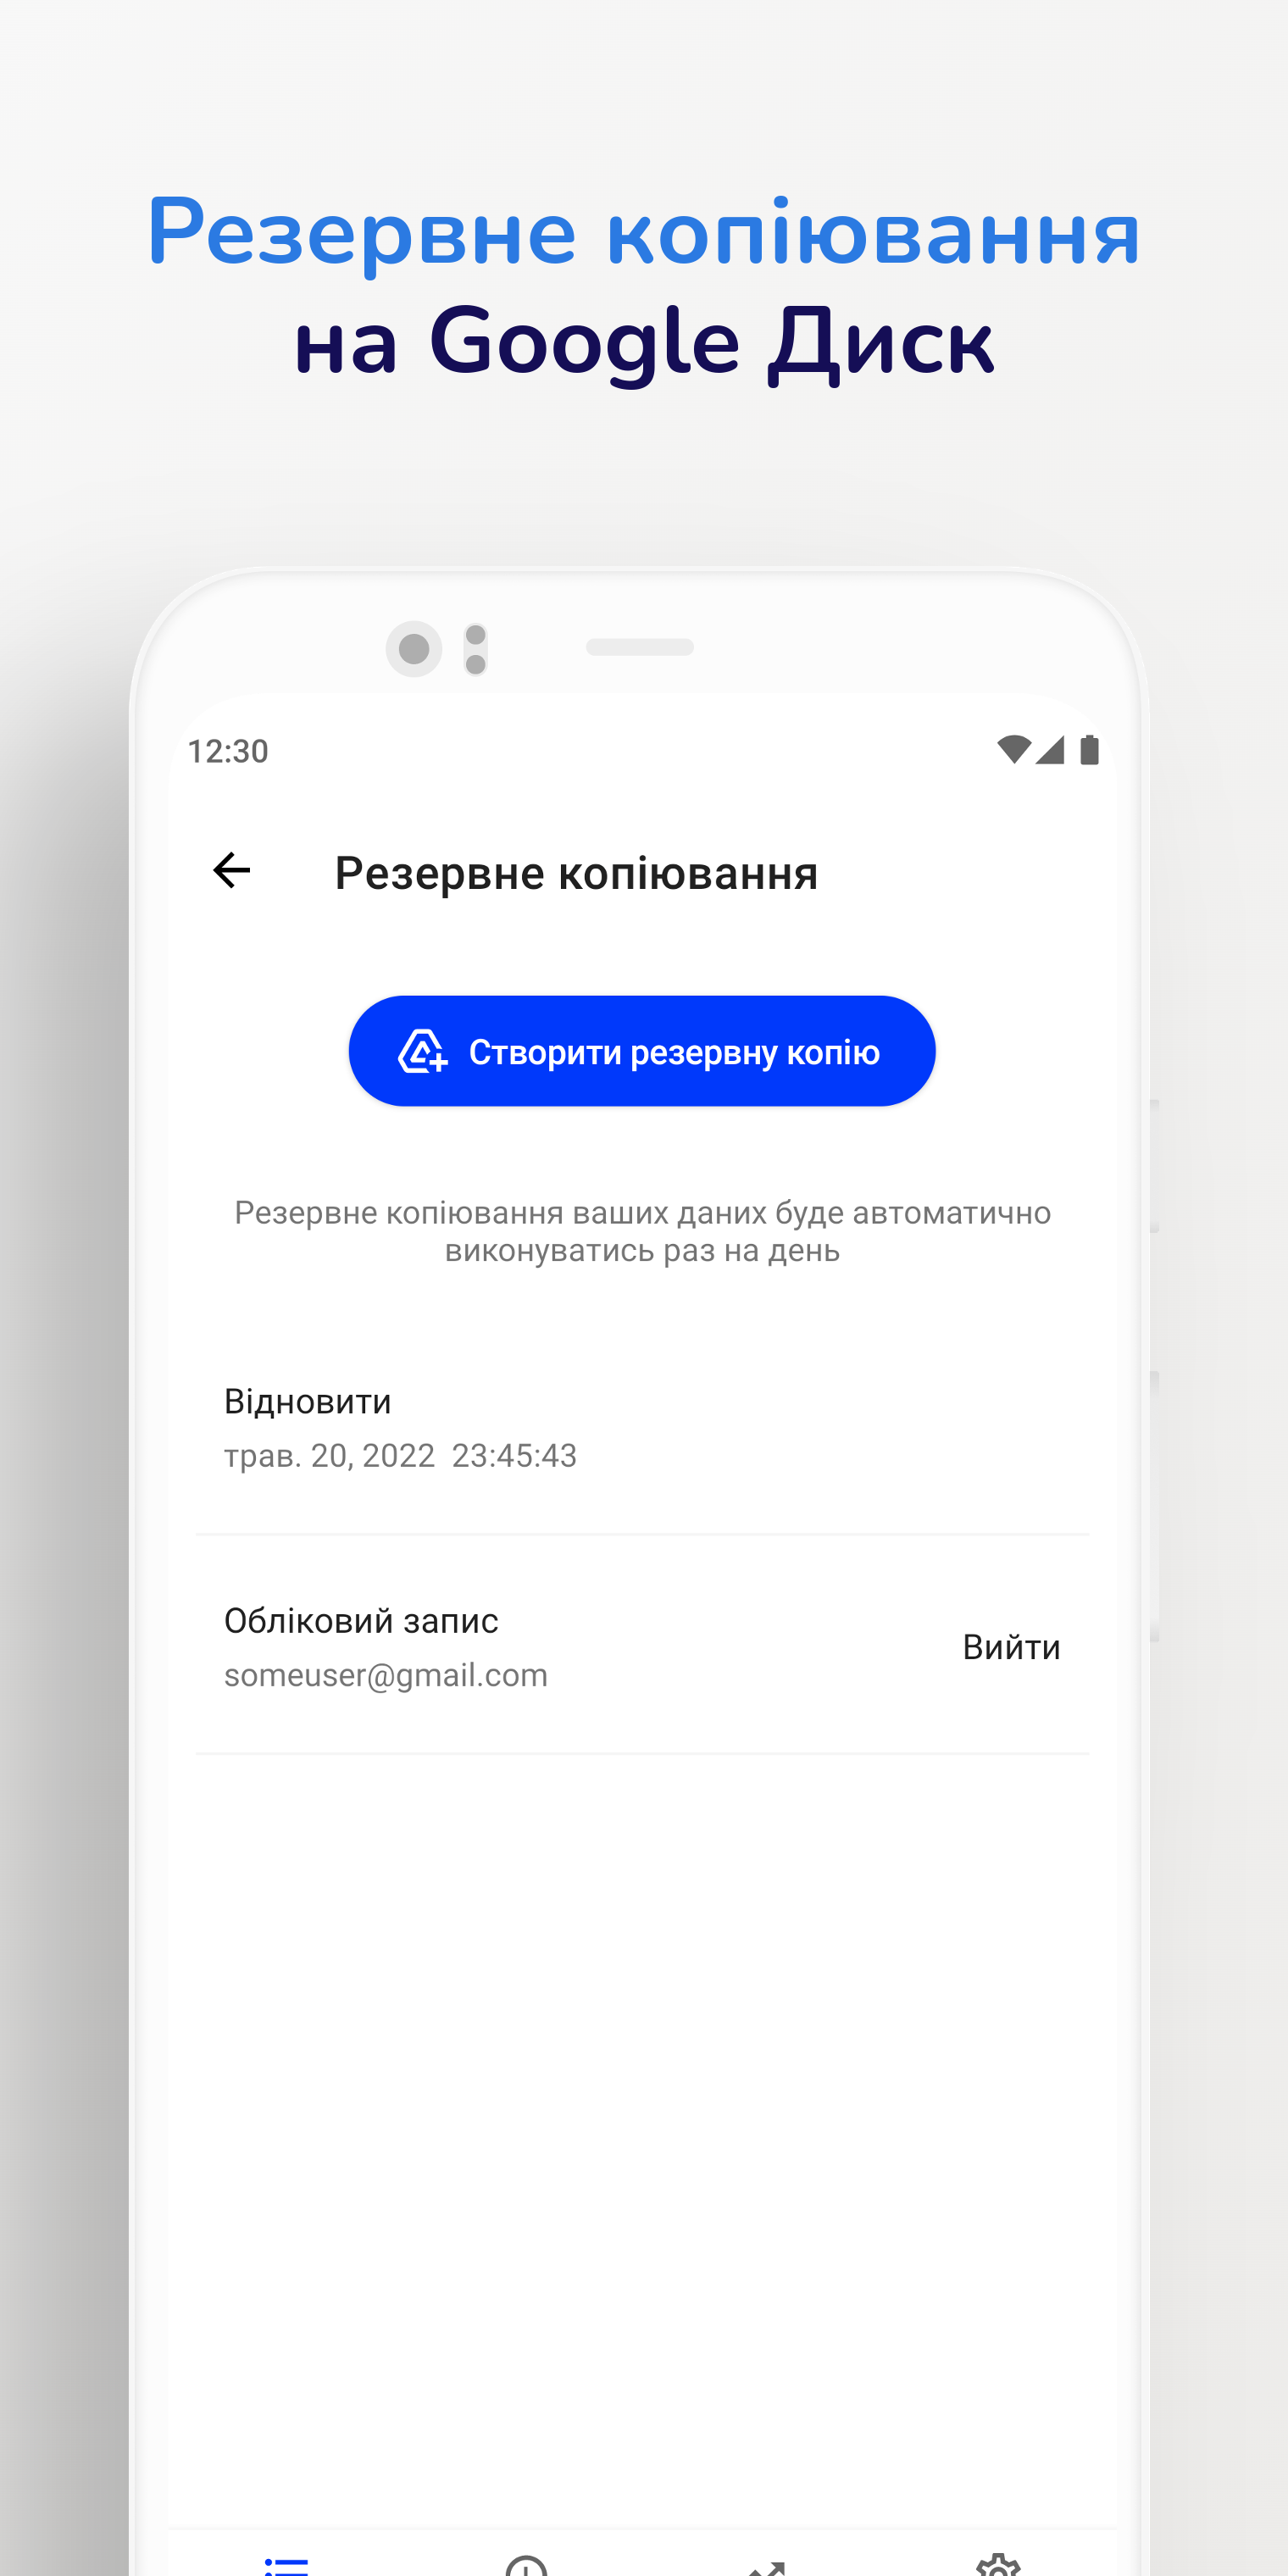 Резервне копіювання
на Google Диск
12:30
Резервне копіювання
Створити резервну копію
Резервне копіювання ваших даних буде автоматично
виконуватись раз на день
Відновити
трав. 20, 2022  23:45:43
Обліковий запис
someuser@gmail.com
Вийти